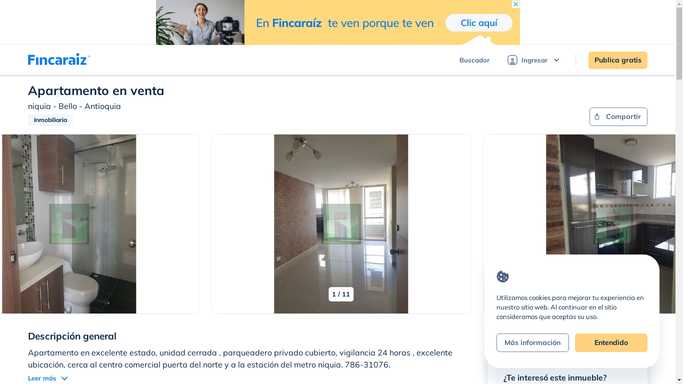 En Fincaraíz te ven porque te ven
Clic aquí
Fincaraíz
Buscador
Ingresar
Publica gratis
Apartamento en venta
niquia - Bello - Antioquia
Inmobiliaria
Compartir
1 / 11
Utilizamos cookies para mejorar tu experiencia en
nuestro sitio web. Al continuar en el sitio
consideramos que aceptas su uso.
Más información
Entendido
Descripción general
Apartamento en excelente estado, unidad cerrada , parqueadero privado cubierto, vigilancia 24 horas , excelente
ubicación, cerca al centro comercial puerta del norte y a la estación del metro niquia. 786-31076.
Leer más
¿Te interesó este inmueble?